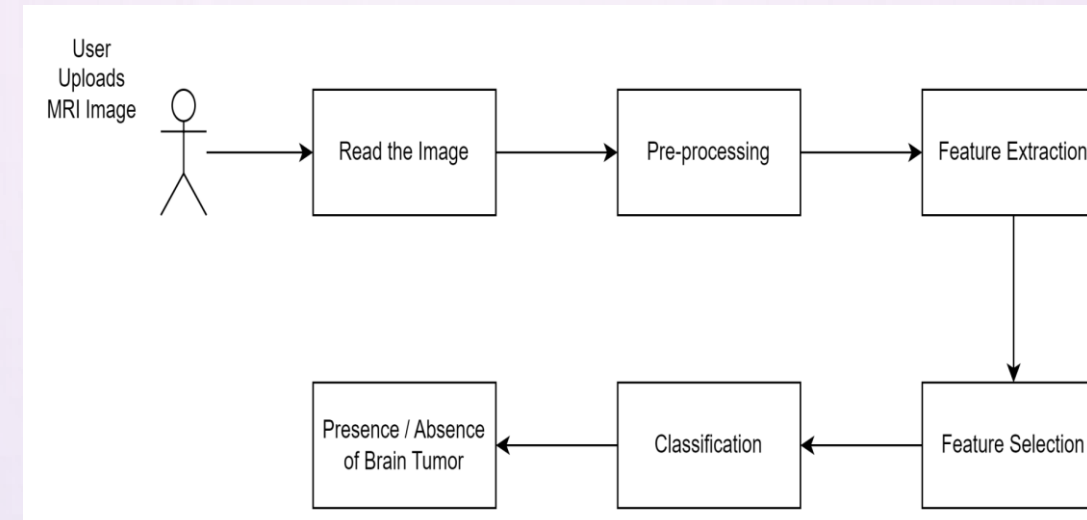 User
Uploads
MRI Image
Read the Image
Pre-processing
Feature Extraction
Presence / Absence
of Brain Tumor
Classification
Feature Selection